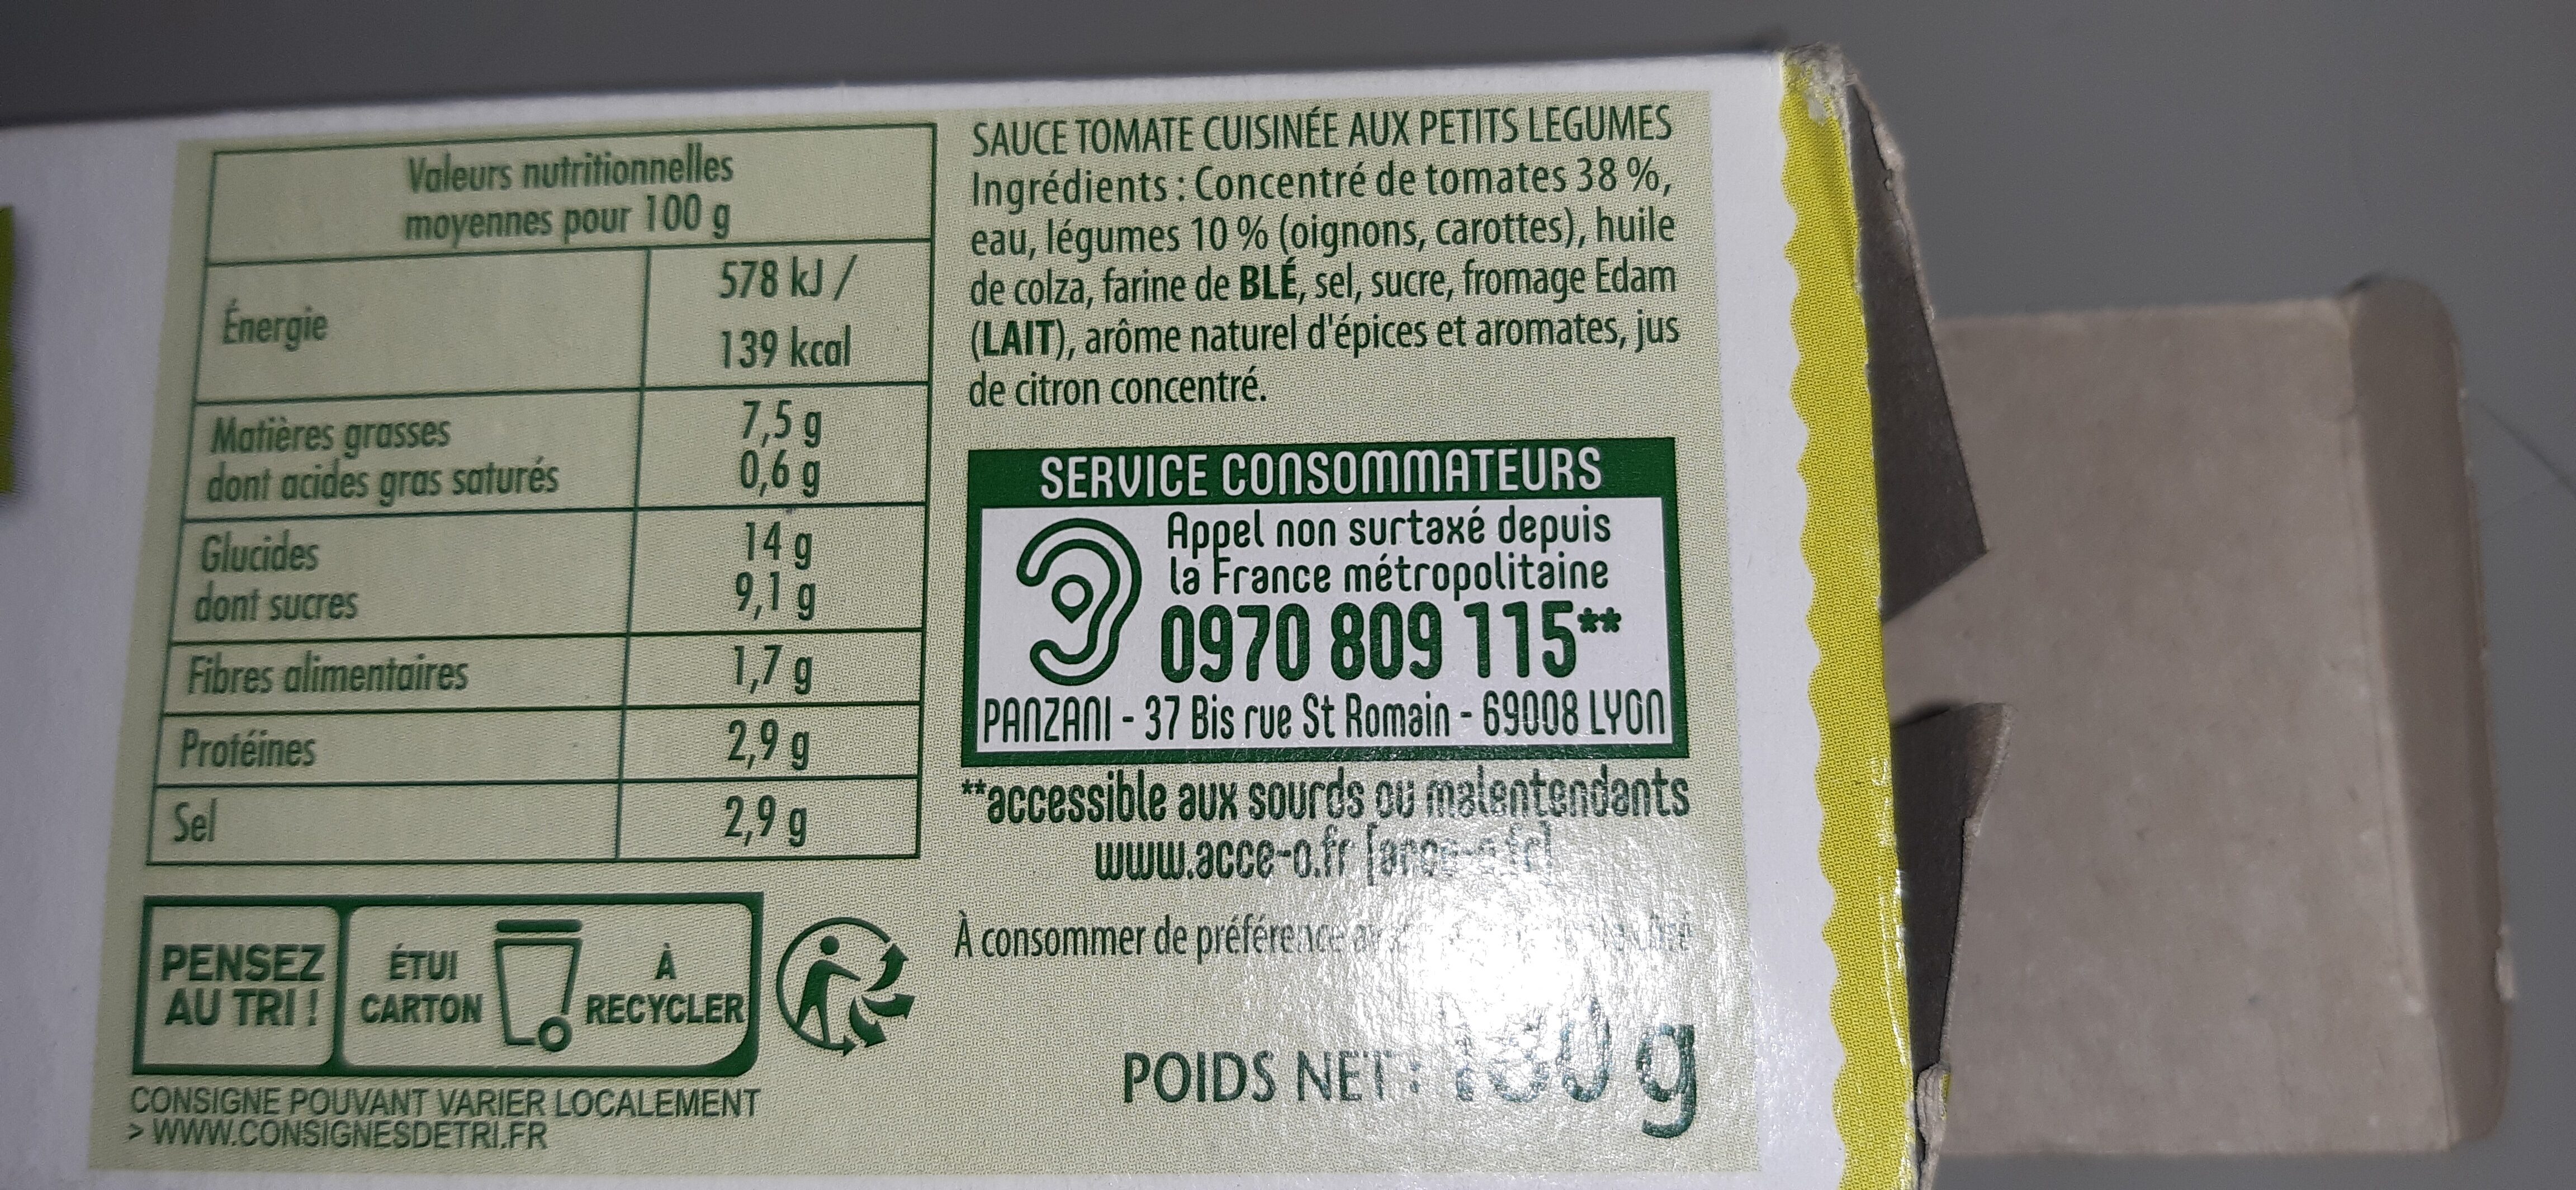 Valeurs nutritionnelles
moyennes pour 100 g
Énergie
578 kJ /
139 kcal
Matières grasses 7,5 g
dont acides gras saturés 0,6 g
Glucides 14 g
dont sucres 9,1 g
Fibres alimentaires 1,7 g
Protéines 2,9 g
Sel 2,9 g
PENSEZ
AU TRI !
ÉTUI
CARTON
À
RECYCLER
CONSIGNE POUVANT VARIER LOCALEMENT
> WWW.CONSIGNESDETRI.FR
SAUCE TOMATE CUISINÉE AUX PETITS LEGUMES
Ingrédients : Concentré de tomates 38 %,
eau, légumes 10 % (oignons, carottes), huile
de colza, farine de BLÉ, sel, sucre, fromage Edam
(LAIT), arôme naturel d'épices et aromates, jus
de citron concentré.
SERVICE CONSOMMATEURS
Appel non surtaxé depuis
la France métropolitaine
0970 809 115**
PANZANI - 37 Bis rue St Romain - 69008 LYON
**accessible aux sourds ou malentendants
www.acce-o.fr
À consommer de préférence
POIDS NET : 180 g